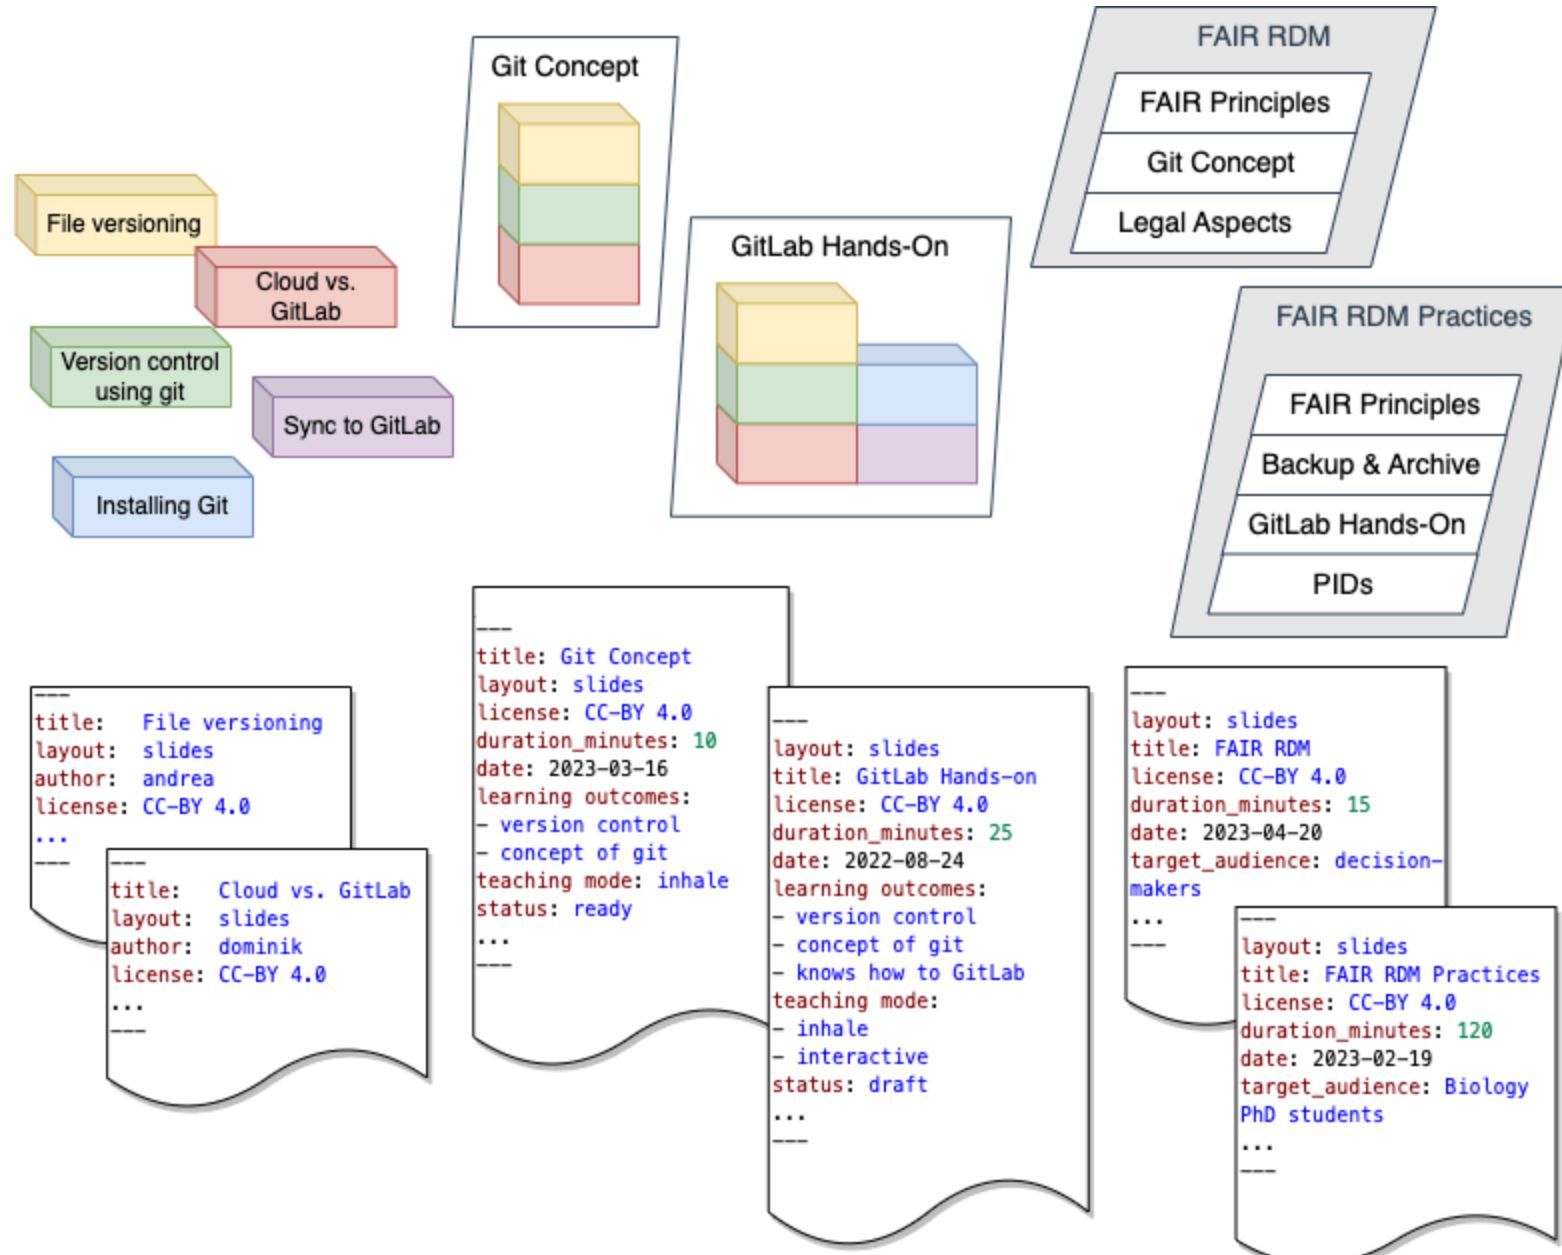 File versioning
Cloud vs.
GitLab
Version control
using git
Sync to GitLab
Installing Git
Git Concept
GitLab Hands-On
FAIR RDM
FAIR Principles
Git Concept
Legal Aspects
FAIR RDM Practices
FAIR Principles
Backup & Archive
GitLab Hands-On
PIDs
---
title: File versioning
layout: slides
author: andrea
license: CC-BY 4.0
...
---
---
title: Cloud vs. GitLab
layout: slides
author: dominik
license: CC-BY 4.0
...
---
---
title: Git Concept
layout: slides
license: CC-BY 4.0
duration_minutes: 10
date: 2023-03-16
learning outcomes:
- version control
- concept of git
teaching mode: inhale
status: ready
...
---
---
layout: slides
title: GitLab Hands-on
license: CC-BY 4.0
duration_minutes: 25
date: 2022-08-24
learning outcomes:
- version control
- concept of git
- knows how to GitLab
teaching mode:
- inhale
- interactive
status: draft
...
---
---
layout: slides
title: FAIR RDM
license: CC-BY 4.0
duration_minutes: 15
date: 2023-04-20
target_audience: decision-
makers
...
---
---
layout: slides
title: FAIR RDM Practices
license: CC-BY 4.0
duration_minutes: 120
date: 2023-02-19
target_audience: Biology
PhD students
...
---